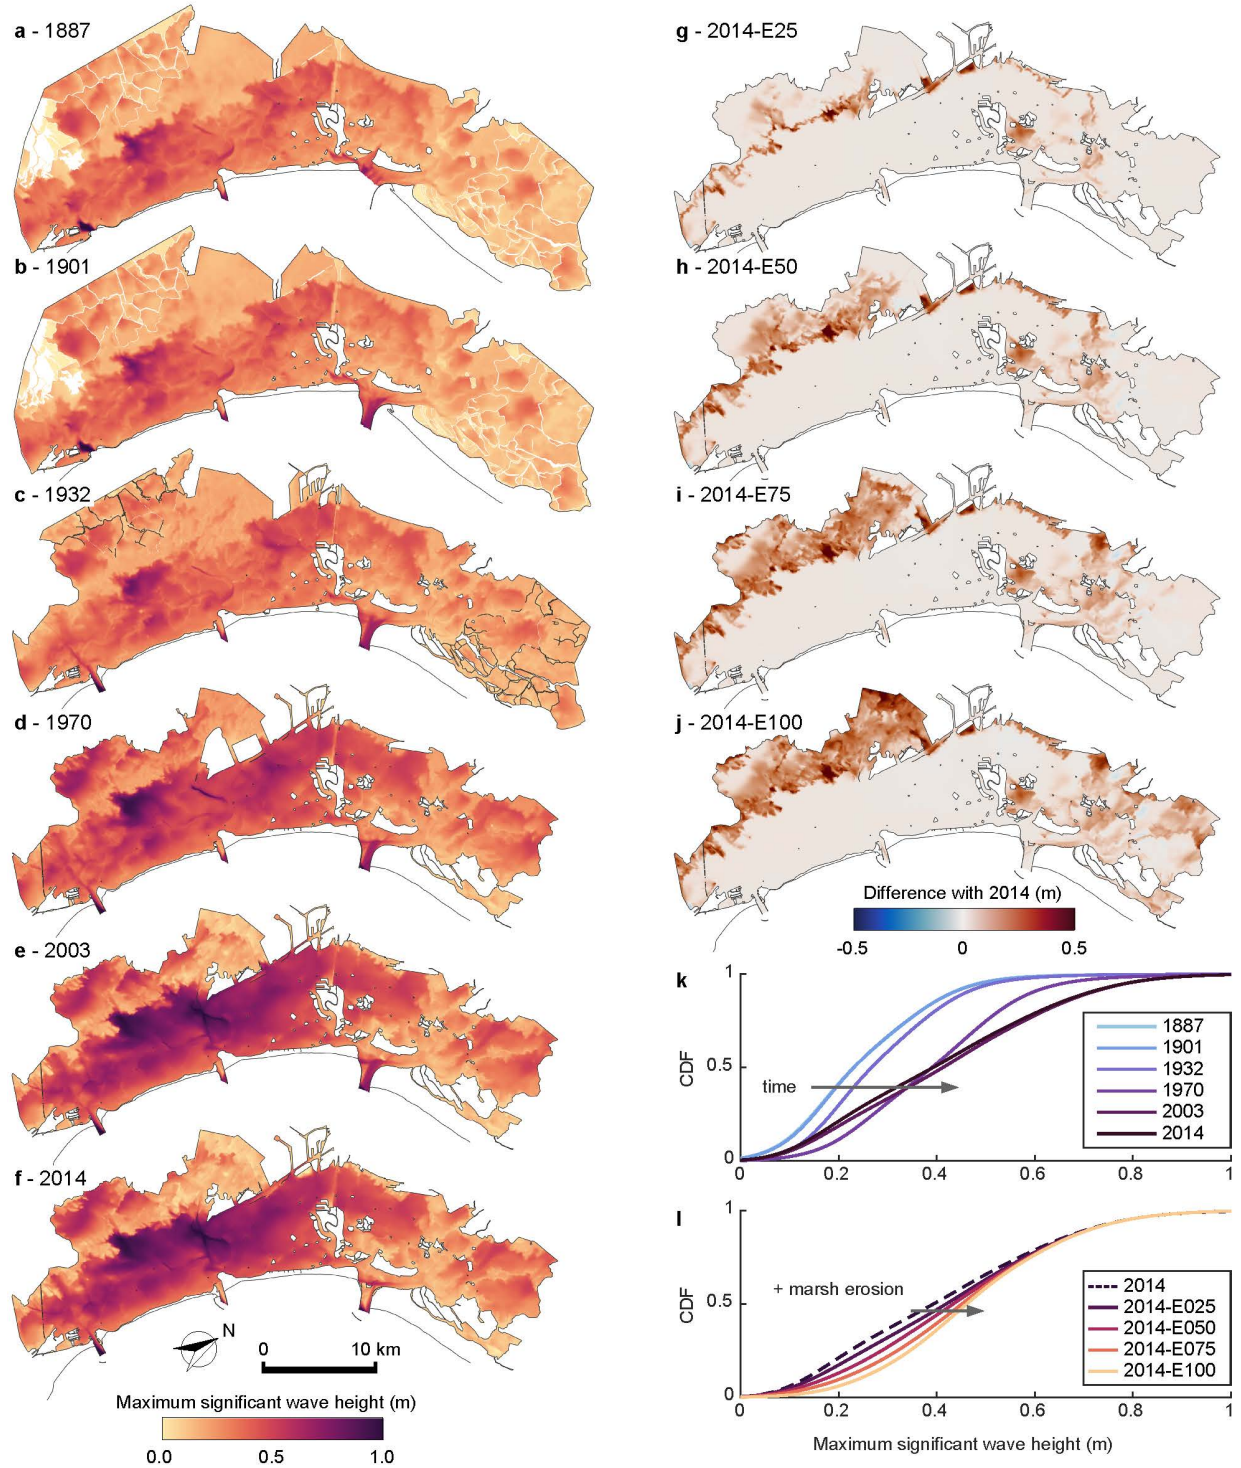 a - 1887
b - 1901
c - 1932
d - 1970
e - 2003
f - 2014
N
0 10 km
Maximum significant wave height (m)
0.0 0.5 1.0
g - 2014-E25
h - 2014-E50
i - 2014-E75
j - 2014-E100
Difference with 2014 (m)
-0.5 0 0.5
k
1
0.5
0
CDF
time
1887
1901
1932
1970
2003
2014
0 0.2 0.4 0.6 0.8 1
l
1
0.5
0
CDF
+ marsh erosion
2014
2014-E025
2014-E050
2014-E075
2014-E100
0 0.2 0.4 0.6 0.8 1
Maximum significant wave height (m)